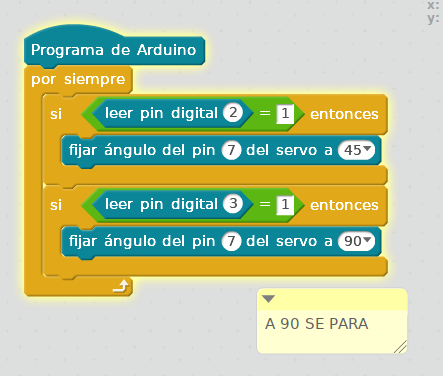 x:
y:
Programa de Arduino
por siempre
si leer pin digital 2 = 1 entonces
fijar ángulo del pin 7 del servo a 45
si leer pin digital 3 = 1 entonces
fijar ángulo del pin 7 del servo a 90
A 90 SE PARA